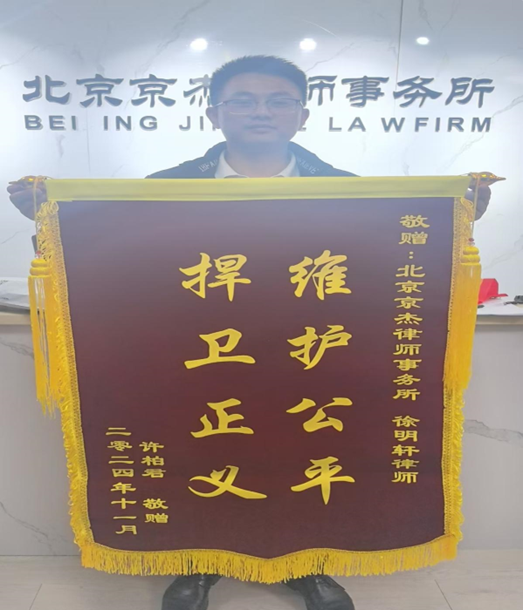 北京京杰 师事务所
BEI ING JI E LAWFIRM
敬赠：北京京杰律师事务所 徐明轩律师
维护公平
捍卫正义
许柏君 敬赠
二零二四年十一月